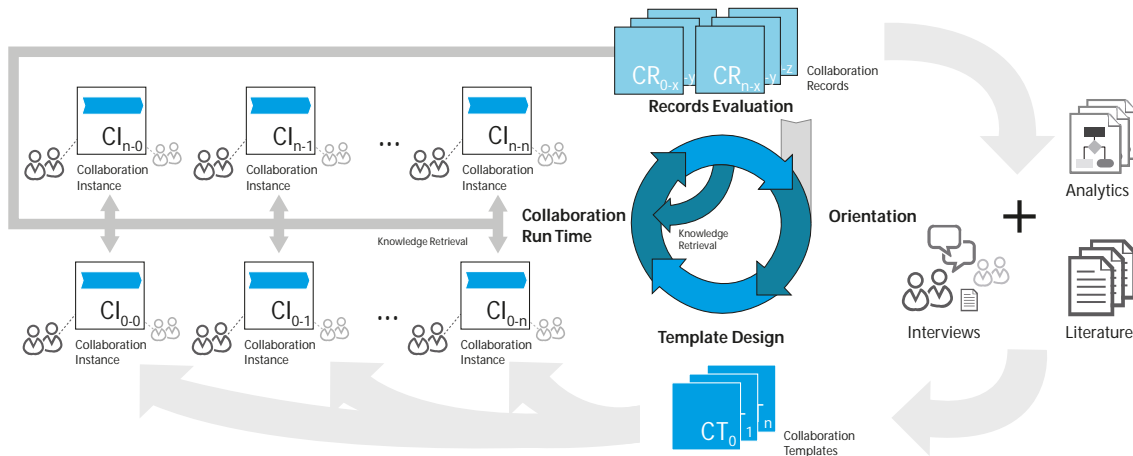 CR0-x
-y
CRn-x
-y
-z
Collaboration
Records
Records Evaluation
CIn-0
Collaboration
Instance
CIn-1
Collaboration
Instance
...
CIn-n
Collaboration
Instance
Analytics
Collaboration
Run Time
Knowledge
Retrieval
Orientation
+
Knowledge Retrieval
CI0-0
Collaboration
Instance
CI0-1
Collaboration
Instance
...
CI0-n
Collaboration
Instance
Template Design
Interviews
Literature
CT0
-1
-n
Collaboration
Templates